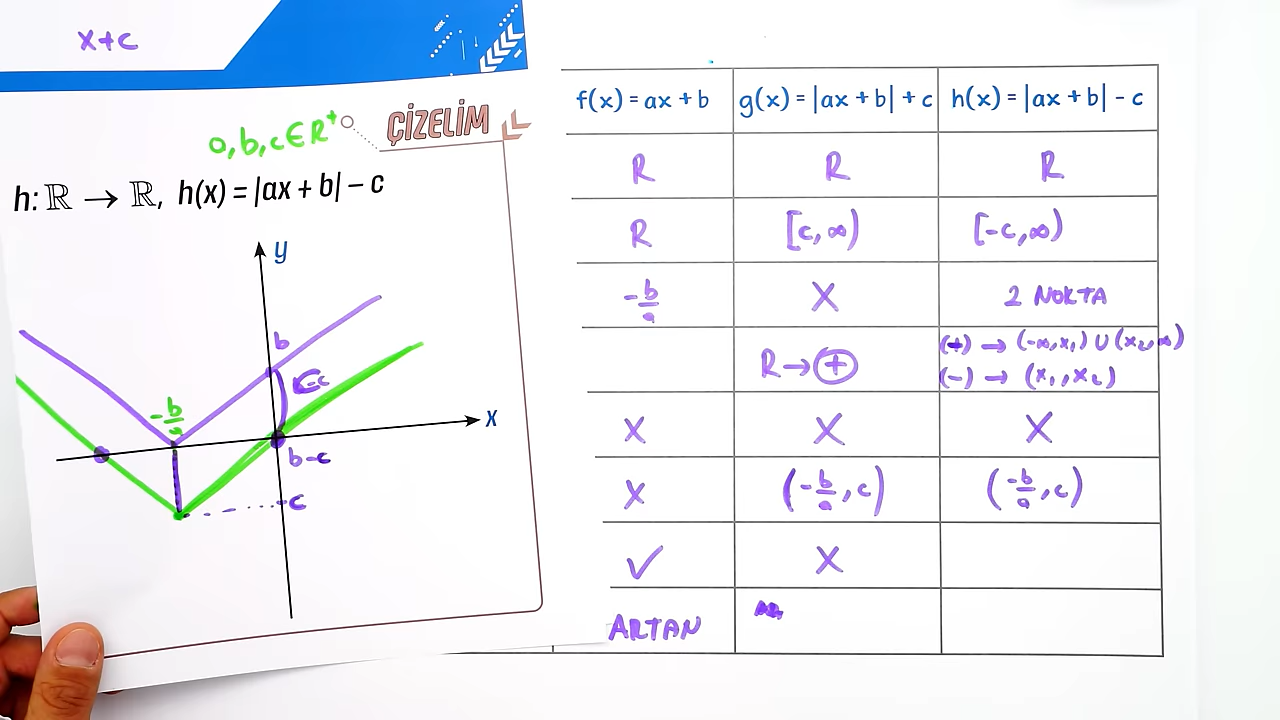 x+c
a, b, c ∈ R⁺
ÇİZELİM
h: ℝ → ℝ, h(x) = |ax + b| − c
y
b
-b/a
x
b-c
-c
f(x) = ax + b g(x) = |ax + b| + c h(x) = |ax + b| − c
R R R
R [c, ∞) [-c, ∞)
-b/a X 2 NOKTA
R → (+) (+) → (-∞, x₁) ∪ (x₂, ∞)
(-) → (x₁, x₂)
X X X
X (-b/a, c) (-b/a, c)
✓ X
ARTAN